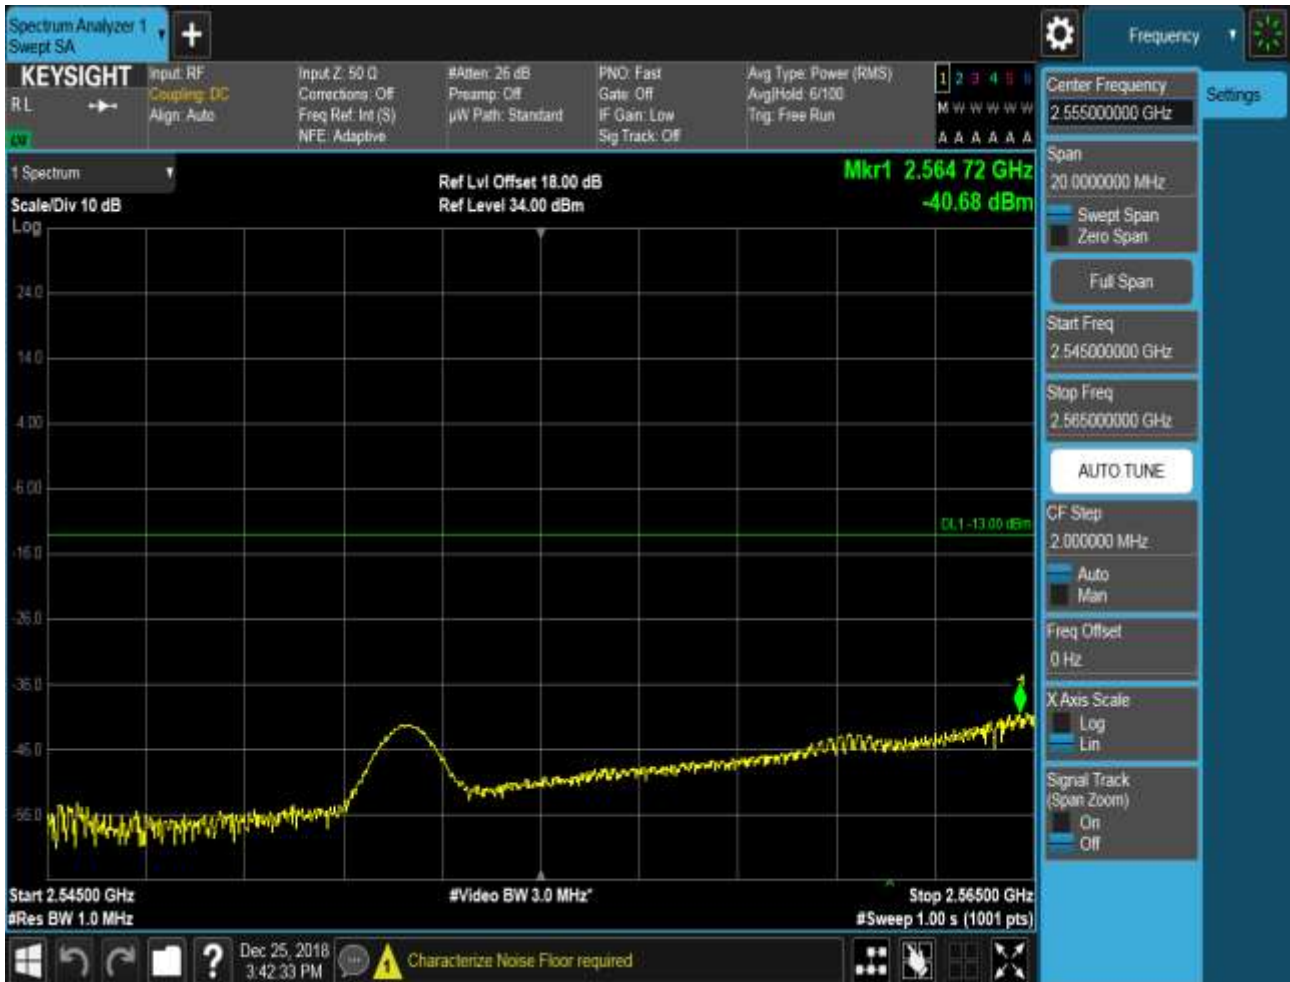 Spectrum Analyzer 1
Swept SA
+
Frequency
KEYSIGHT
R L
Input: RF
Coupling: DC
Align: Auto
Input Z: 50 Ω
Corrections: Off
Freq Ref: Int (S)
NFE: Adaptive
#Atten: 26 dB
Preamp: Off
µW Path: Standard
PNO: Fast
Gate: Off
IF Gain: Low
Sig Track: Off
Avg Type: Power (RMS)
Avg|Hold: 6/100
Trig: Free Run
1 2 3 4 5 6
M W W W W W
A A A A A A
1 Spectrum
Scale/Div 10 dB
Log
Ref Lvl Offset 18.00 dB
Ref Level 34.00 dBm
Mkr1 2.564 72 GHz
-40.68 dBm
24.0
14.0
4.00
-6.00
-16.0
-26.0
-36.0
-46.0
-56.0
DL1 -13.00 dBm
1
Start 2.54500 GHz
#Res BW 1.0 MHz
#Video BW 3.0 MHz*
Stop 2.56500 GHz
#Sweep 1.00 s (1001 pts)
Center Frequency
2.555000000 GHz
Settings
Span
20.0000000 MHz
Swept Span
Zero Span
Full Span
Start Freq
2.545000000 GHz
Stop Freq
2.565000000 GHz
AUTO TUNE
CF Step
2.000000 MHz
Auto
Man
Freq Offset
0 Hz
X Axis Scale
Log
Lin
Signal Track
(Span Zoom)
On
Off
?
Dec 25, 2018
3:42:33 PM
1
Characterize Noise Floor required